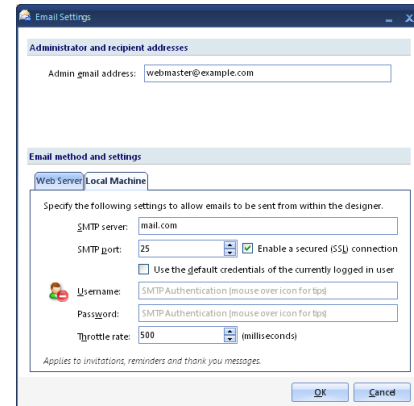 Email Settings
Administrator and recipient addresses
Admin email address: webmaster@example.com
Email method and settings
Web Server Local Machine
Specify the following settings to allow emails to be sent from within the designer.
SMTP server: mail.com
SMTP port: 25 Enable a secured (SSL) connection
Use the default credentials of the currently logged in user
Username: SMTP Authentication (mouse over icon for tips)
Password: SMTP Authentication (mouse over icon for tips)
Throttle rate: 500 (milliseconds)
Applies to invitations, reminders and thank you messages.
OK Cancel